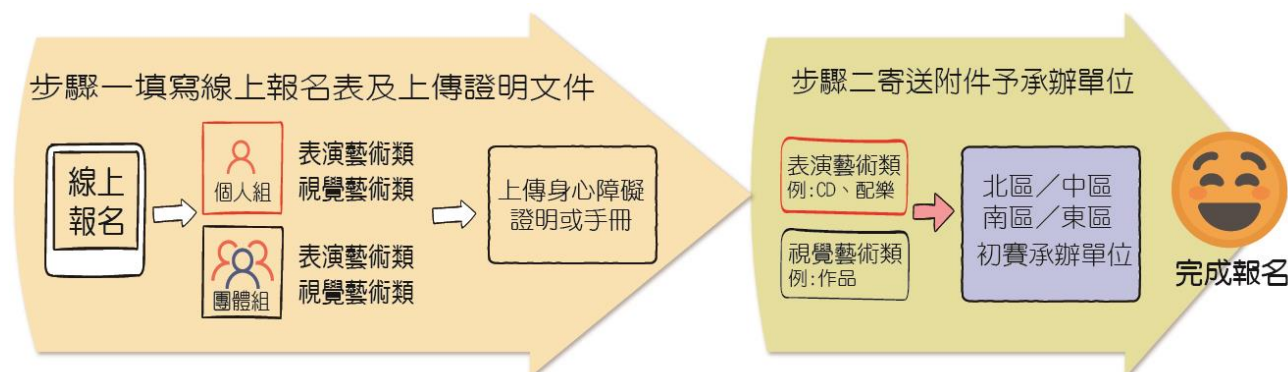 步驟一填寫線上報名表及上傳證明文件
線上
報名
個人組
表演藝術類
視覺藝術類
團體組
表演藝術類
視覺藝術類
上傳身心障礙
證明或手冊
步驟二寄送附件予承辦單位
表演藝術類
例:CD、配樂
視覺藝術類
例:作品
北區／中區
南區／東區
初賽承辦單位
完成報名